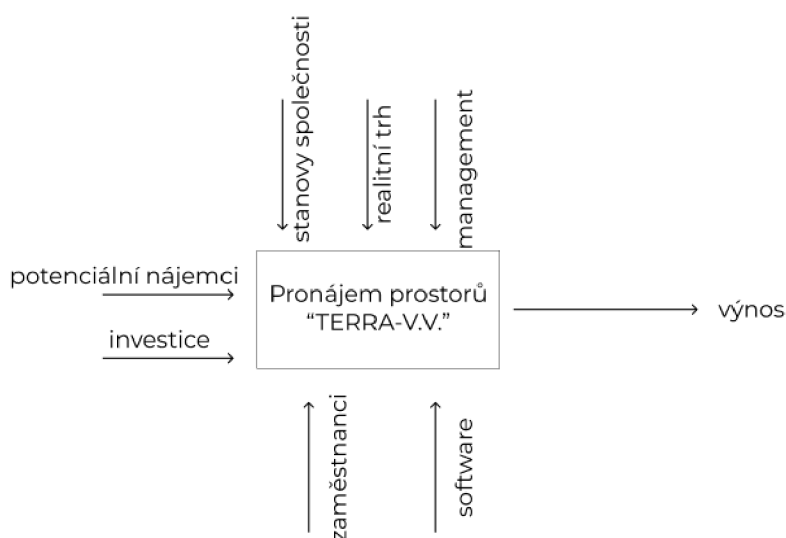 stanovy společnosti
realitní trh
management
potenciální nájemci
investice
Pronájem prostorů
“TERRA-V.V.”
výnos
zaměstnanci
software